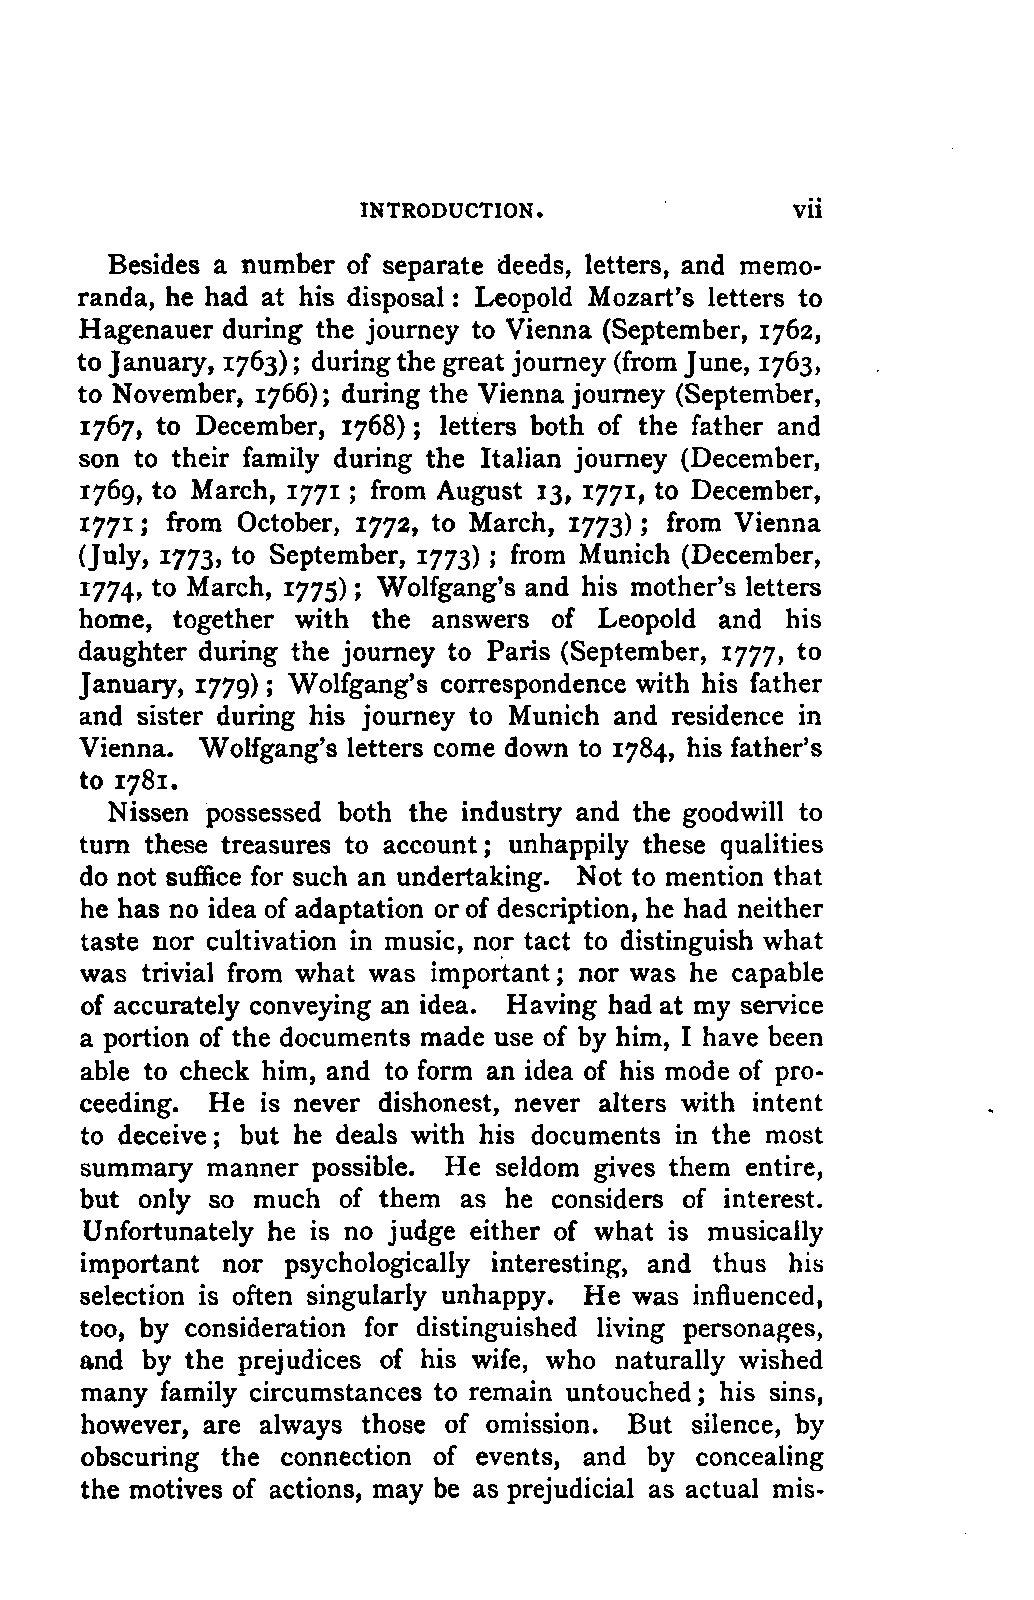 INTRODUCTION. vii
Besides a number of separate deeds, letters, and memo-
randa, he had at his disposal : Leopold Mozart's letters to
Hagenauer during the journey to Vienna (September, 1762,
to January, 1763) ; during the great journey (from June, 1763,
to November, 1766) ; during the Vienna journey (September,
1767, to December, 1768) ; letters both of the father and
son to their family during the Italian journey (December,
1769, to March, 1771 ; from August 13, 1771, to December,
1771 ; from October, 1772, to March, 1773) ; from Vienna
(July, 1773, to September, 1773) ; from Munich (December,
1774, to March, 1775) ; Wolfgang's and his mother's letters
home, together with the answers of Leopold and his
daughter during the journey to Paris (September, 1777, to
January, 1779) ; Wolfgang's correspondence with his father
and sister during his journey to Munich and residence in
Vienna. Wolfgang's letters come down to 1784, his father's
to 1781.
Nissen possessed both the industry and the goodwill to
turn these treasures to account ; unhappily these qualities
do not suffice for such an undertaking. Not to mention that
he has no idea of adaptation or of description, he had neither
taste nor cultivation in music, nor tact to distinguish what
was trivial from what was important ; nor was he capable
of accurately conveying an idea. Having had at my service
a portion of the documents made use of by him, I have been
able to check him, and to form an idea of his mode of pro-
ceeding. He is never dishonest, never alters with intent
to deceive ; but he deals with his documents in the most
summary manner possible. He seldom gives them entire,
but only so much of them as he considers of interest.
Unfortunately he is no judge either of what is musically
important nor psychologically interesting, and thus his
selection is often singularly unhappy. He was influenced,
too, by consideration for distinguished living personages,
and by the prejudices of his wife, who naturally wished
many family circumstances to remain untouched ; his sins,
however, are always those of omission. But silence, by
obscuring the connection of events, and by concealing
the motives of actions, may be as prejudicial as actual mis-